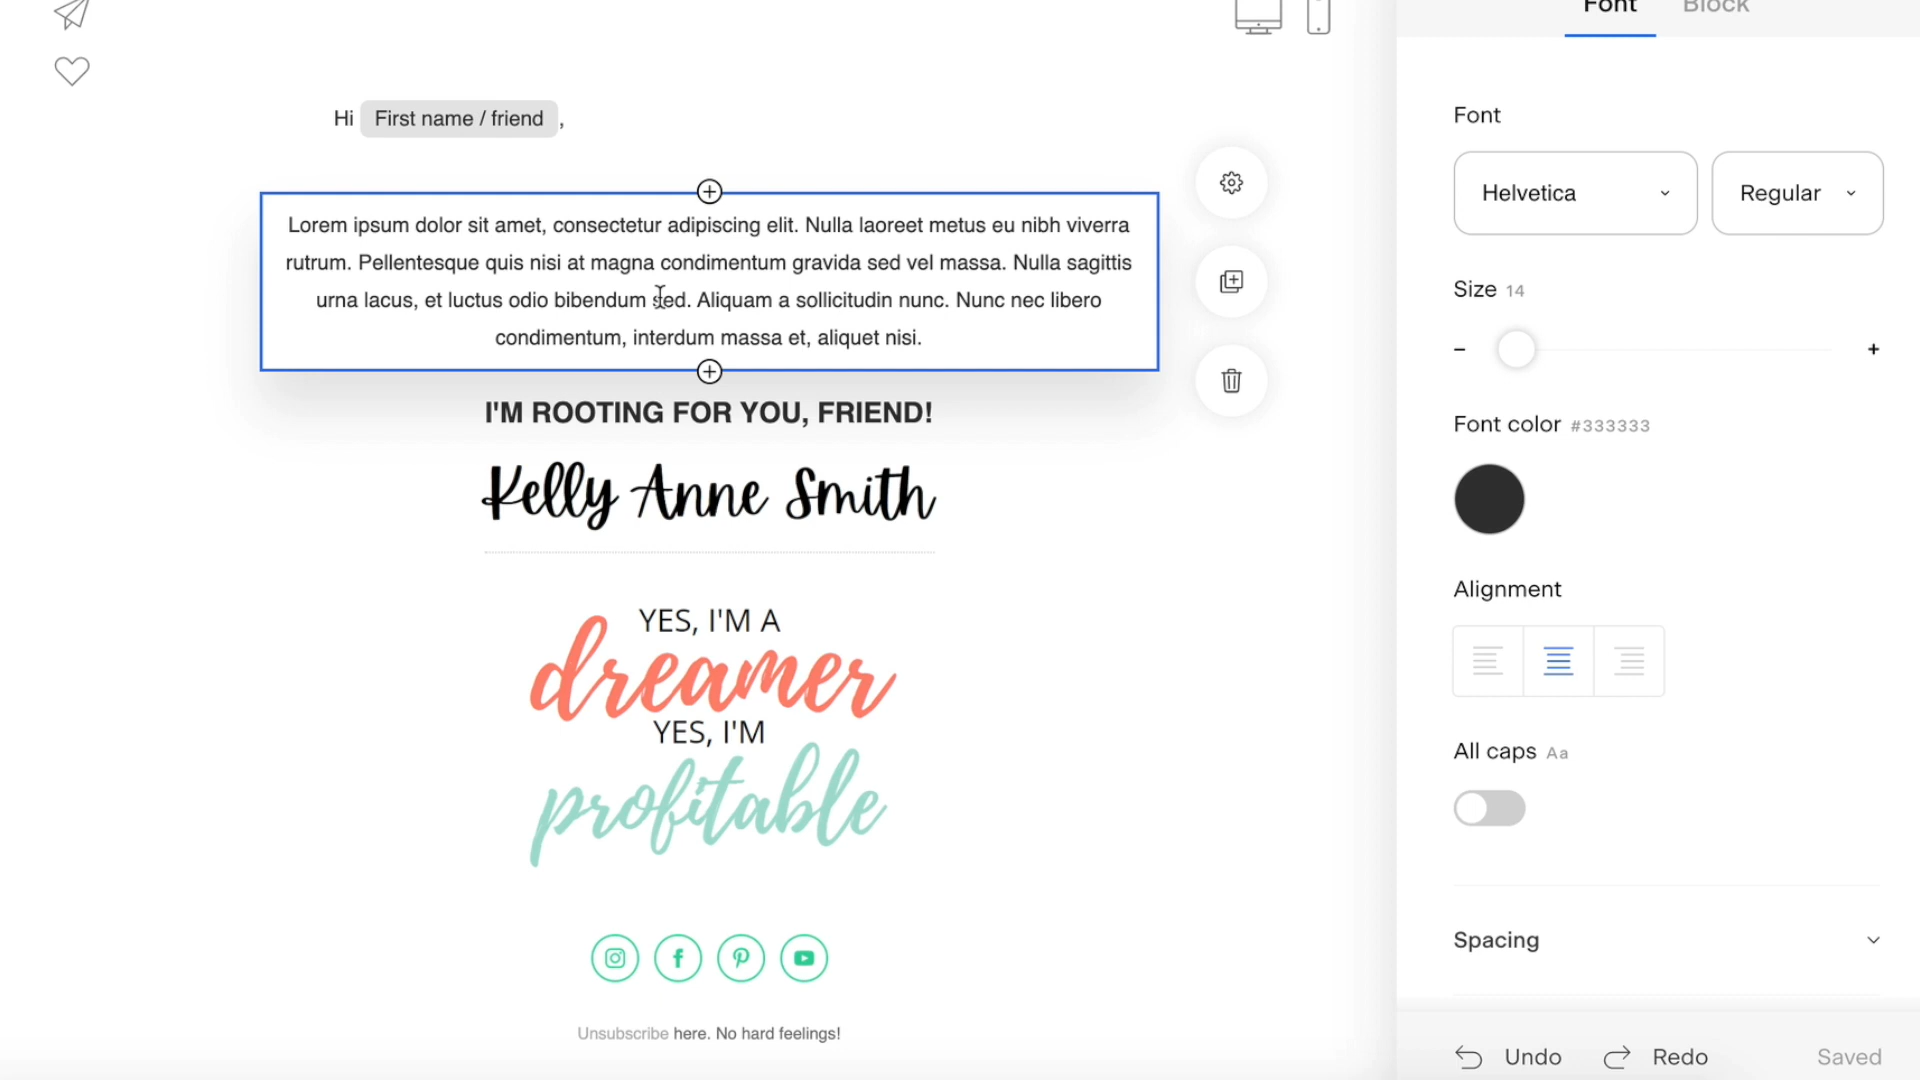 Font Block
Hi First name / friend ,
Lorem ipsum dolor sit amet, consectetur adipiscing elit. Nulla laoreet metus eu nibh viverra
rutrum. Pellentesque quis nisi at magna condimentum gravida sed vel massa. Nulla sagittis
urna lacus, et luctus odio bibendum sed. Aliquam a sollicitudin nunc. Nunc nec libero
condimentum, interdum massa et, aliquet nisi.
I'M ROOTING FOR YOU, FRIEND!
Kelly Anne Smith
YES, I'M A
dreamer
YES, I'M
profitable
Unsubscribe here. No hard feelings!
Font
Helvetica Regular
Size 14
Font color #333333
Alignment
All caps Aa
Spacing
Undo Redo Saved